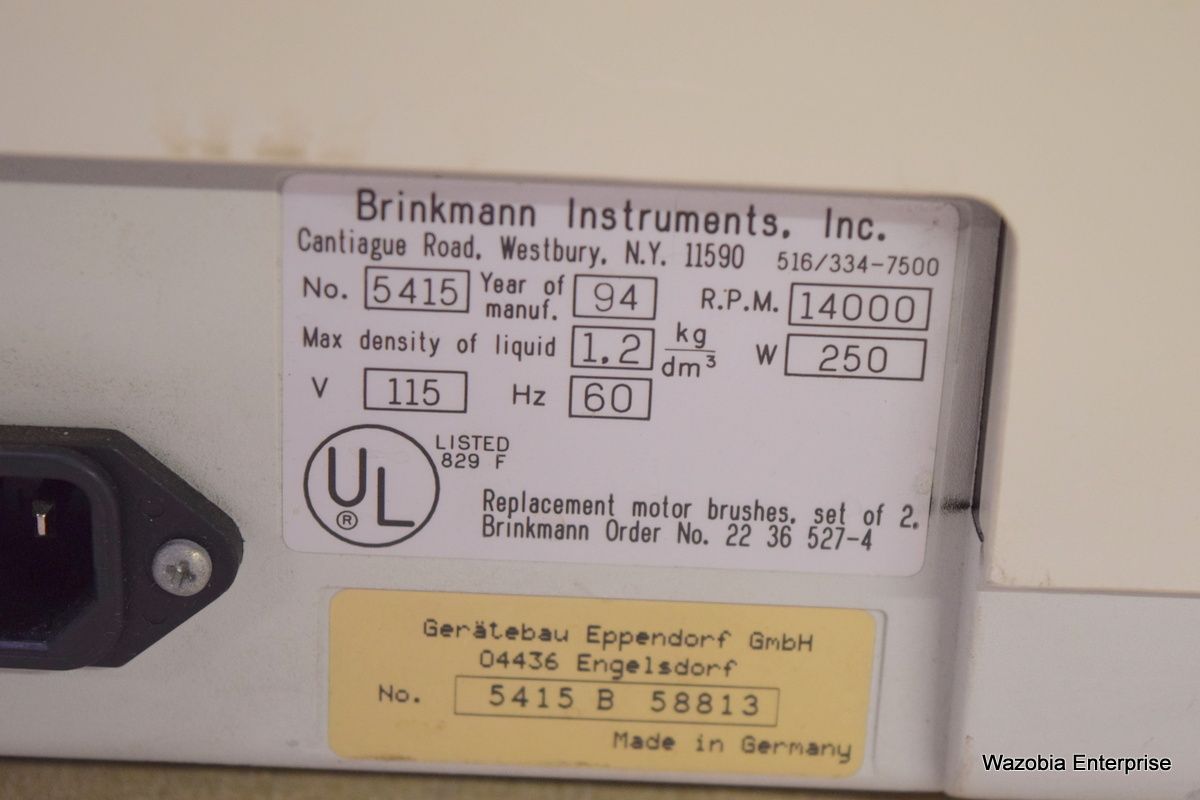 Brinkmann Instruments, Inc.
Cantiague Road, Westbury, N.Y. 11590 516/334-7500
No. 5415 Year of manuf. 94 R.P.M. 14000
Max density of liquid 1.2 kg/dm³ W 250
V 115 Hz 60
UL ® LISTED
829 F
Replacement motor brushes, set of 2.
Brinkmann Order No. 22 36 527-4
Gerätebau Eppendorf GmbH
04436 Engelsdorf
No. 5415 B 58813
Made in Germany
Wazobia Enterprise